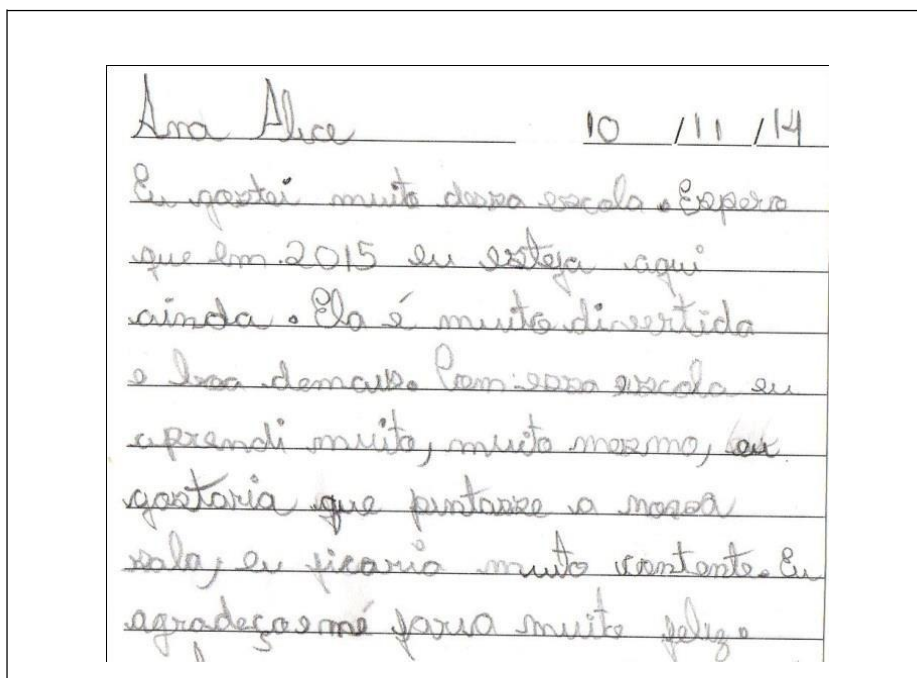 Ana Alice 10 /11 /14
Eu gostei muito dessa escola. Espero
que em 2015 eu esteja aqui
ainda. Ela é muito divertida
e boa demais. Com essa escola eu
aprendi muito, muito mesmo, eu
gostaria que pintasse a nossa
sala, eu ficaria muito contente. Eu
agradeço e me faria muito feliz.